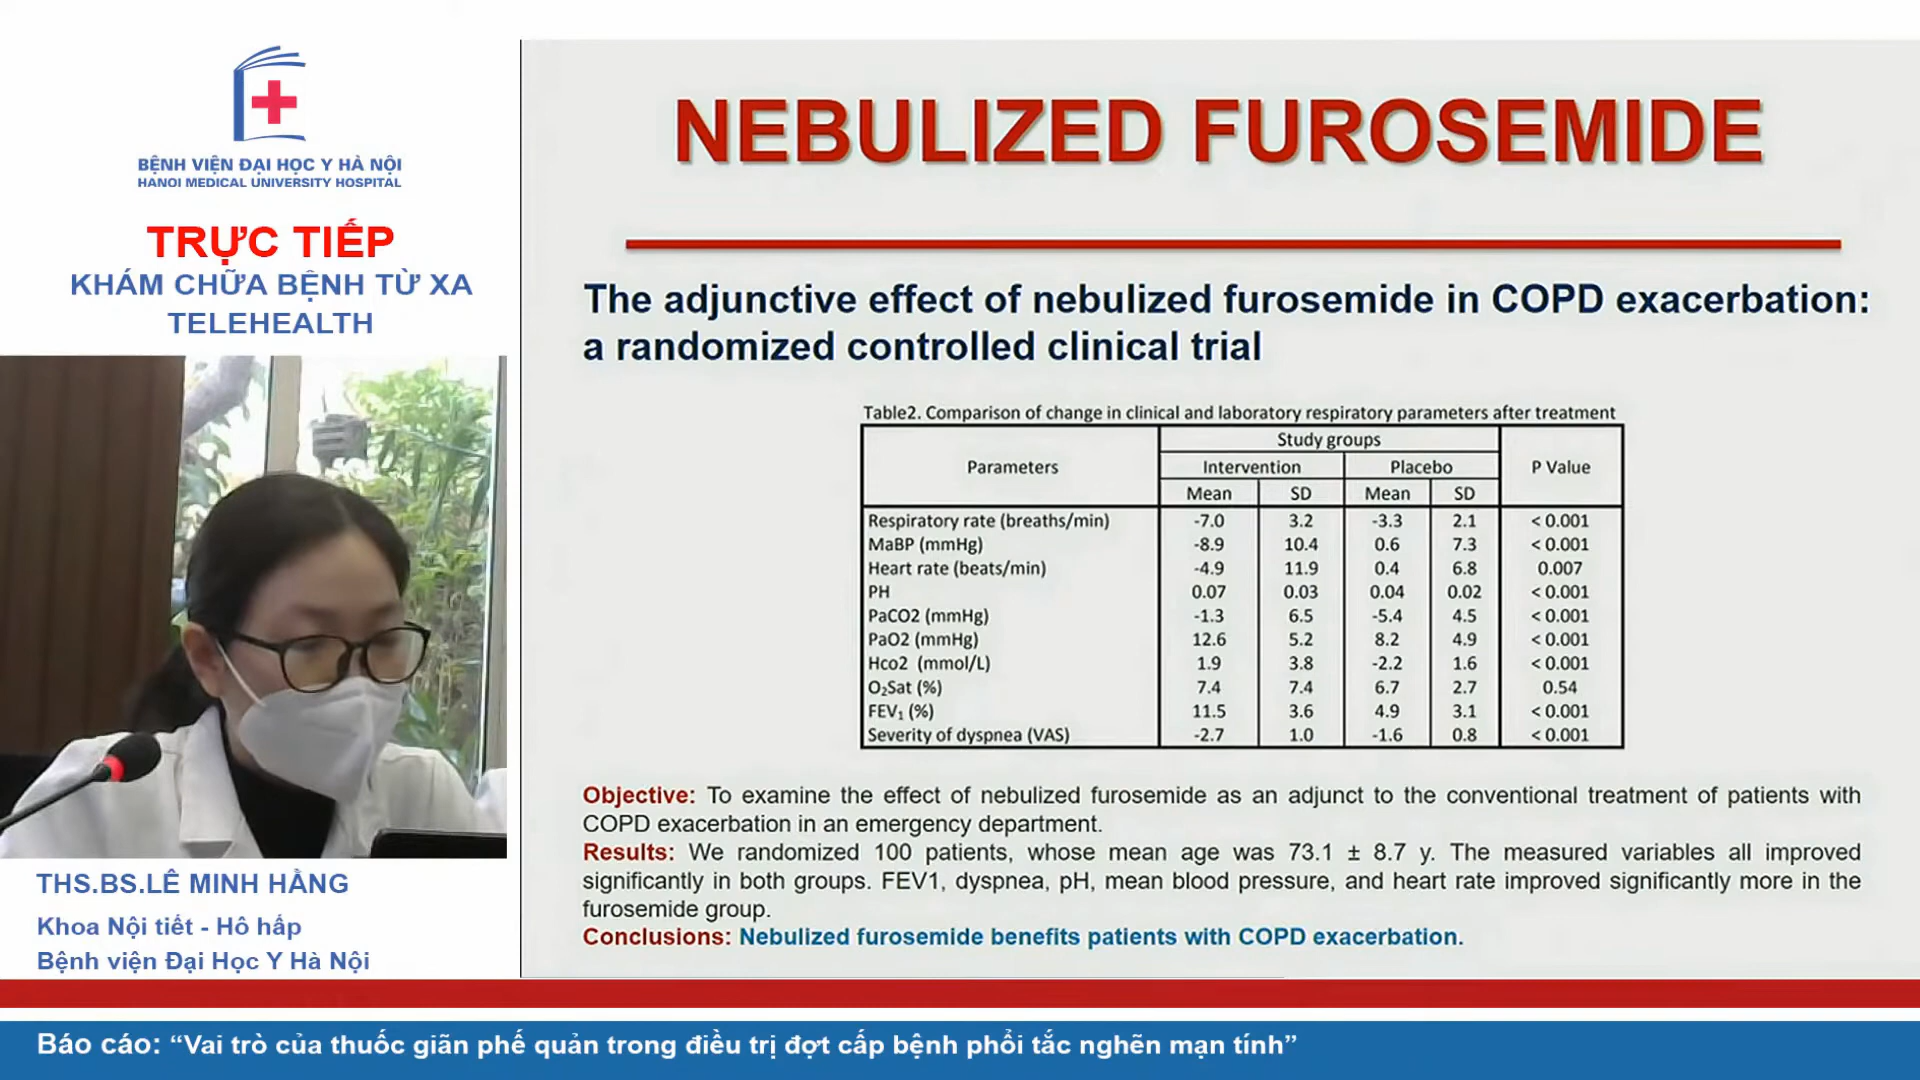 BỆNH VIỆN ĐẠI HỌC Y HÀ NỘI
HANOI MEDICAL UNIVERSITY HOSPITAL
TRỰC TIẾP
KHÁM CHỮA BỆNH TỪ XA
TELEHEALTH
THS.BS.LÊ MINH HẰNG
Khoa Nội tiết - Hô hấp
Bệnh viện Đại Học Y Hà Nội
NEBULIZED FUROSEMIDE
The adjunctive effect of nebulized furosemide in COPD exacerbation:
a randomized controlled clinical trial
Table2. Comparison of change in clinical and laboratory respiratory parameters after treatment
Study groups
Parameters Intervention Placebo P Value
Mean SD Mean SD
Respiratory rate (breaths/min) -7.0 3.2 -3.3 2.1 < 0.001
MaBP (mmHg) -8.9 10.4 0.6 7.3 < 0.001
Heart rate (beats/min) -4.9 11.9 0.4 6.8 0.007
PH 0.07 0.03 0.04 0.02 < 0.001
PaCO2 (mmHg) -1.3 6.5 -5.4 4.5 < 0.001
PaO2 (mmHg) 12.6 5.2 8.2 4.9 < 0.001
Hco2 (mmol/L) 1.9 3.8 -2.2 1.6 < 0.001
O₂Sat (%) 7.4 7.4 6.7 2.7 0.54
FEV₁ (%) 11.5 3.6 4.9 3.1 < 0.001
Severity of dyspnea (VAS) -2.7 1.0 -1.6 0.8 < 0.001
Objective: To examine the effect of nebulized furosemide as an adjunct to the conventional treatment of patients with
COPD exacerbation in an emergency department.
Results: We randomized 100 patients, whose mean age was 73.1 ± 8.7 y. The measured variables all improved
significantly in both groups. FEV1, dyspnea, pH, mean blood pressure, and heart rate improved significantly more in the
furosemide group.
Conclusions: Nebulized furosemide benefits patients with COPD exacerbation.
Báo cáo: “Vai trò của thuốc giãn phế quản trong điều trị đợt cấp bệnh phổi tắc nghẽn mạn tính”